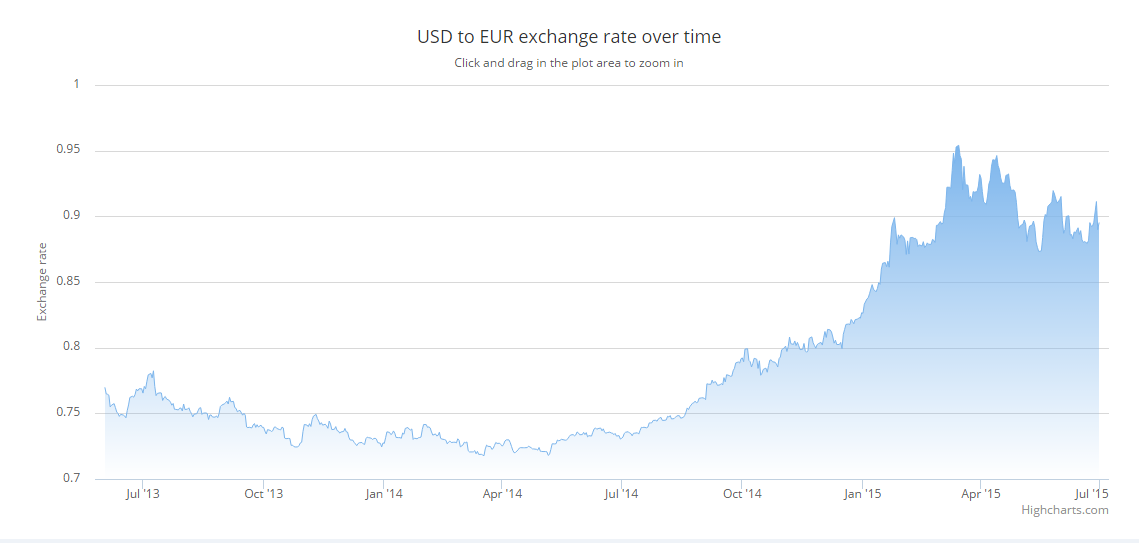 USD to EUR exchange rate over time
Click and drag in the plot area to zoom in
1
0.95
0.9
0.85
0.8
0.75
0.7
Exchange rate
Jul '13 Oct '13 Jan '14 Apr '14 Jul '14 Oct '14 Jan '15 Apr '15 Jul '15
Highcharts.com